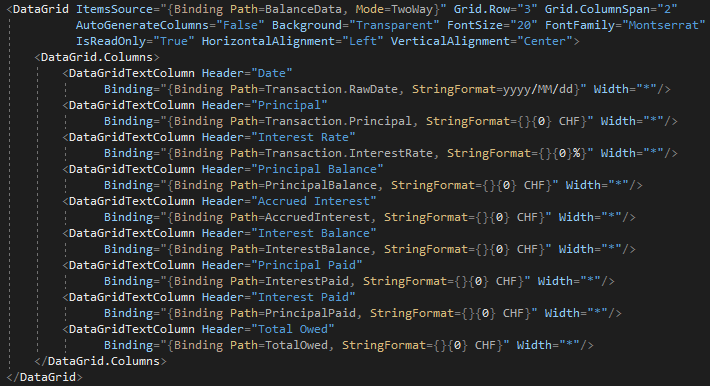 <DataGrid ItemsSource="{Binding Path=BalanceData, Mode=TwoWay}" Grid.Row="3" Grid.ColumnSpan="2"
AutoGenerateColumns="False" Background="Transparent" FontSize="20" FontFamily="Montserrat"
IsReadOnly="True" HorizontalAlignment="Left" VerticalAlignment="Center">
<DataGrid.Columns>
<DataGridTextColumn Header="Date"
Binding="{Binding Path=Transaction.RawDate, StringFormat=yyyy/MM/dd}" Width="*"/>
<DataGridTextColumn Header="Principal"
Binding="{Binding Path=Transaction.Principal, StringFormat={}{0} CHF}" Width="*"/>
<DataGridTextColumn Header="Interest Rate"
Binding="{Binding Path=Transaction.InterestRate, StringFormat={}{0}%}" Width="*"/>
<DataGridTextColumn Header="Principal Balance"
Binding="{Binding Path=PrincipalBalance, StringFormat={}{0} CHF}" Width="*"/>
<DataGridTextColumn Header="Accrued Interest"
Binding="{Binding Path=AccruedInterest, StringFormat={}{0} CHF}" Width="*"/>
<DataGridTextColumn Header="Interest Balance"
Binding="{Binding Path=InterestBalance, StringFormat={}{0} CHF}" Width="*"/>
<DataGridTextColumn Header="Principal Paid"
Binding="{Binding Path=InterestPaid, StringFormat={}{0} CHF}" Width="*"/>
<DataGridTextColumn Header="Interest Paid"
Binding="{Binding Path=PrincipalPaid, StringFormat={}{0} CHF}" Width="*"/>
<DataGridTextColumn Header="Total Owed"
Binding="{Binding Path=TotalOwed, StringFormat={}{0} CHF}" Width="*"/>
</DataGrid.Columns>
</DataGrid>